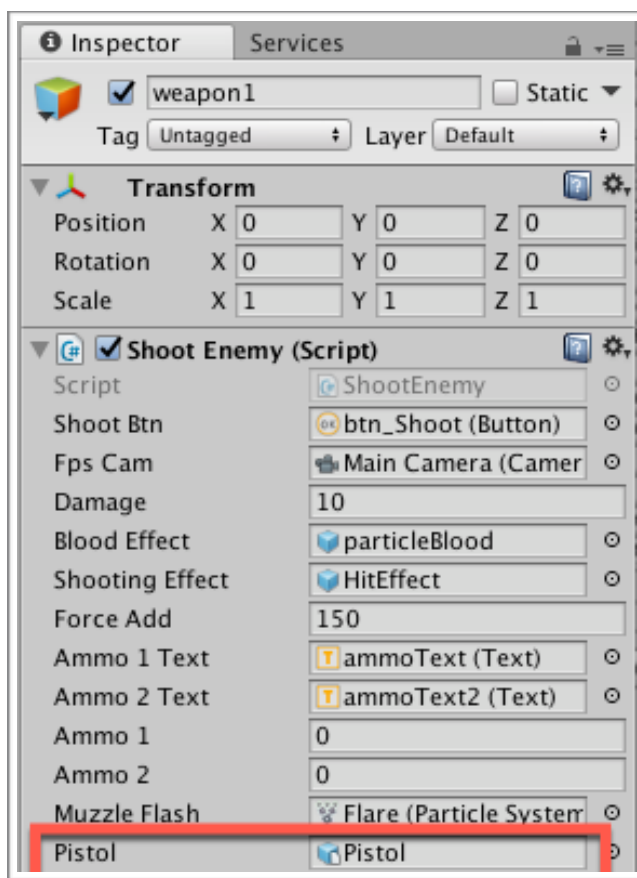 Inspector Services
weapon1 Static
Tag Untagged Layer Default
Transform
Position X 0 Y 0 Z 0
Rotation X 0 Y 0 Z 0
Scale X 1 Y 1 Z 1
Shoot Enemy (Script)
Script ShootEnemy
Shoot Btn btn_Shoot (Button)
Fps Cam Main Camera (Camer
Damage 10
Blood Effect particleBlood
Shooting Effect HitEffect
Force Add 150
Ammo 1 Text ammoText (Text)
Ammo 2 Text ammoText2 (Text)
Ammo 1 0
Ammo 2 0
Muzzle Flash Flare (Particle System
Pistol Pistol